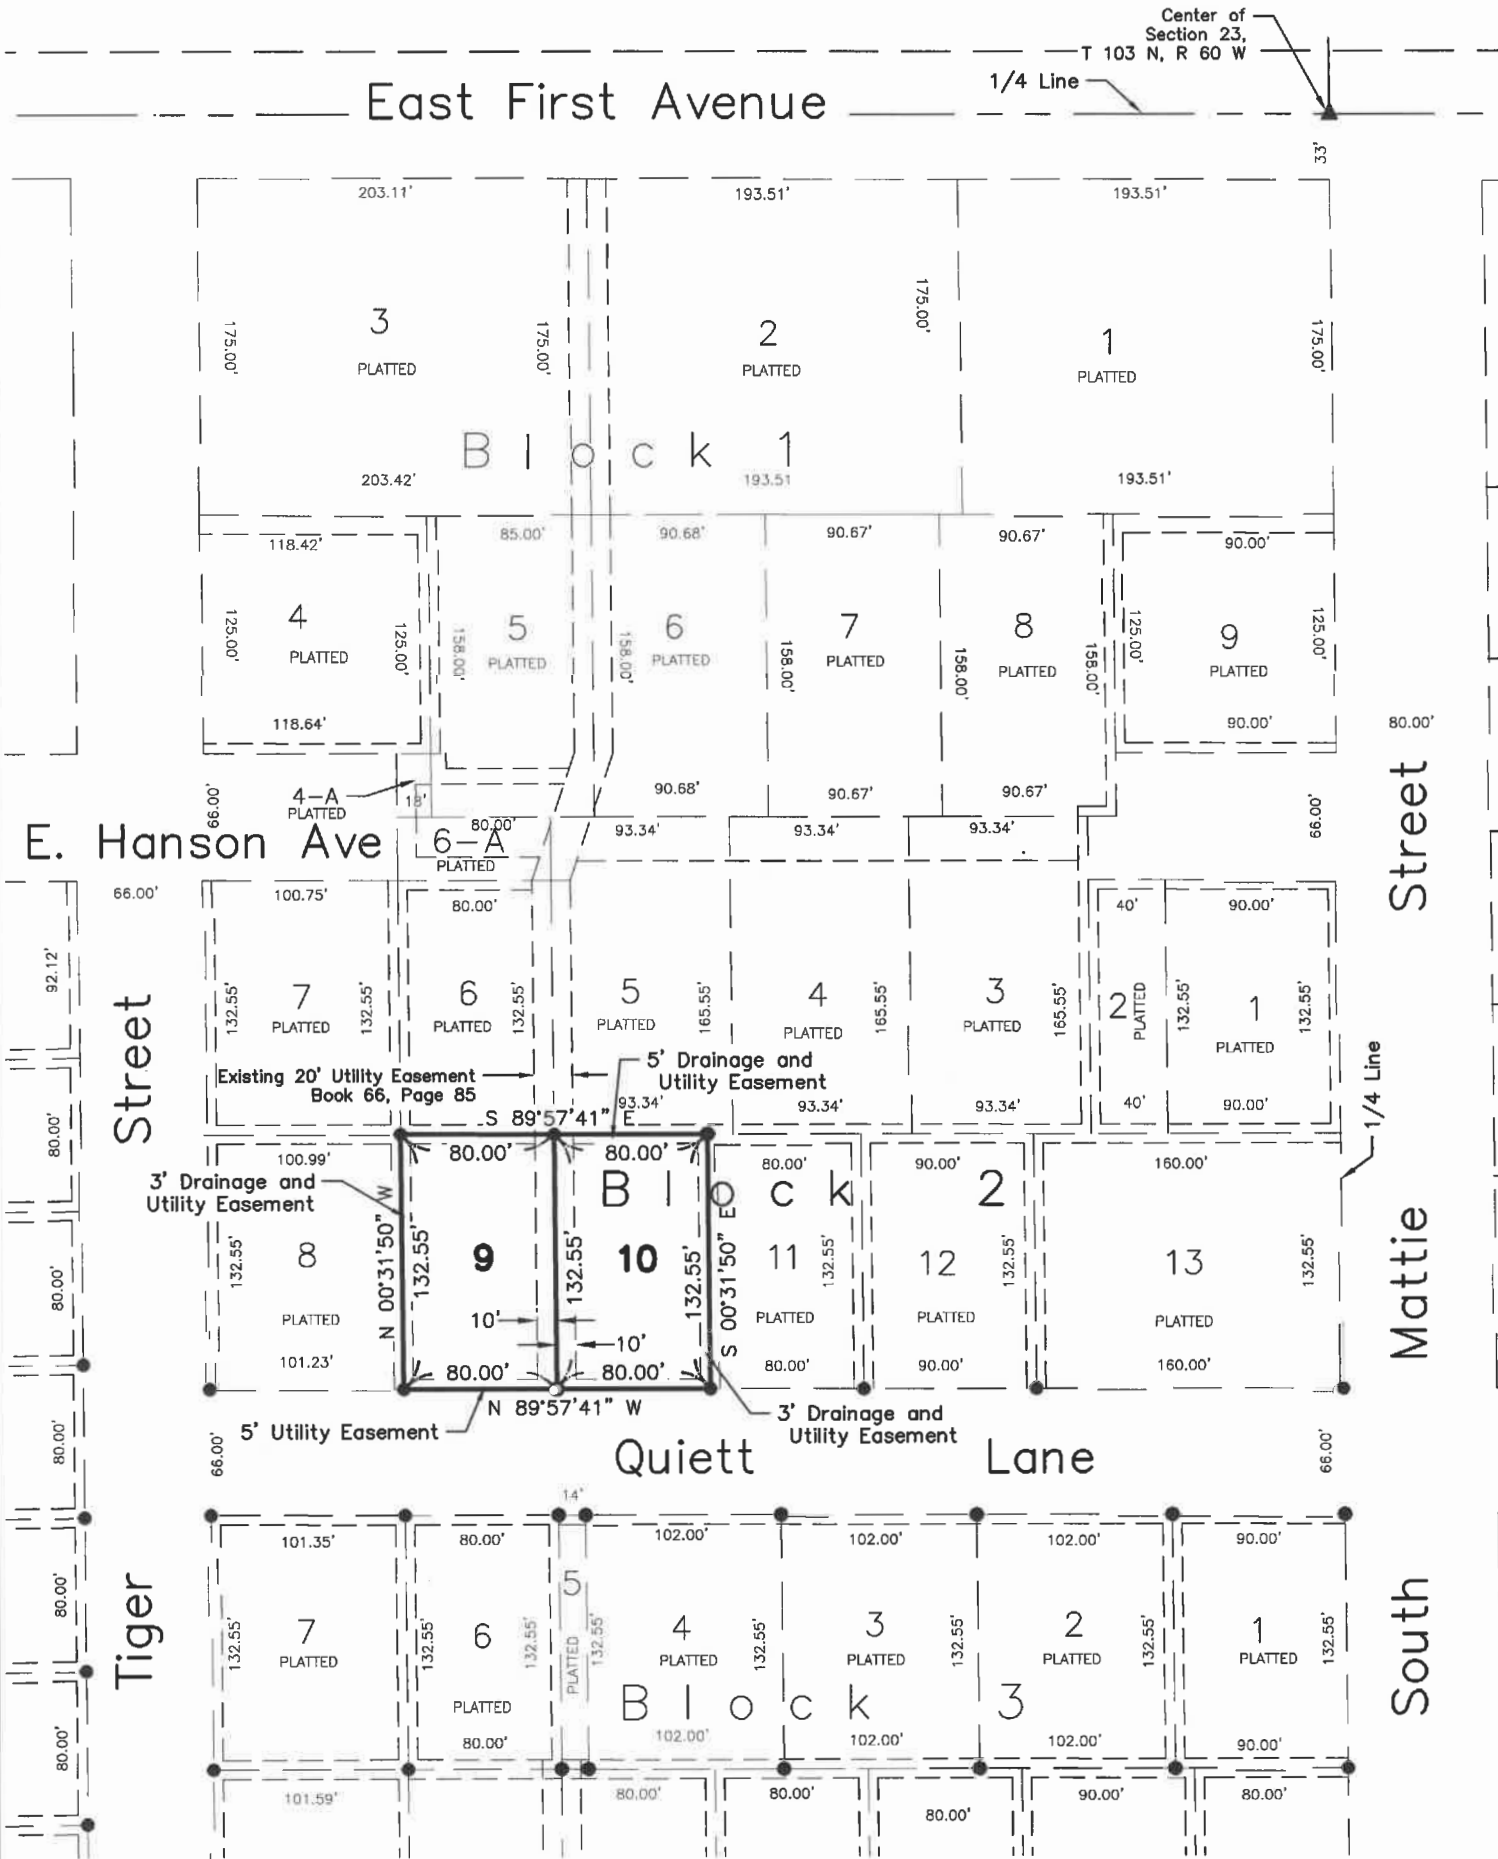 Center of
Section 23,
T 103 N, R 60 W
1/4 Line
East First Avenue
33'
203.11' 193.51' 193.51'
175.00' 175.00' 175.00' 175.00'
3 2 1
PLATTED PLATTED PLATTED
Block 1
203.42' 193.51 193.51'
118.42' 85.00' 90.68' 90.67' 90.67' 90.00'
4 5 6 7 8 9
125.00' 125.00' 158.00' 158.00' 158.00' 158.00' 158.00' 125.00' 125.00'
PLATTED PLATTED PLATTED PLATTED PLATTED PLATTED
118.64' 90.00' 80.00'
66.00' 4-A 18' 90.68' 90.67' 90.67' 66.00'
PLATTED
80.00' 93.34' 93.34' 93.34'
E. Hanson Ave 6-A
PLATTED
Street
66.00' 100.75' 80.00' 40' 90.00'
92.12'
7 6 5 4 3 2 1
132.55' 132.55' 132.55' 165.55' 165.55' 165.55' 132.55' 132.55'
PLATTED PLATTED PLATTED PLATTED PLATTED PLATTED PLATTED
Street
Existing 20' Utility Easement
Book 66, Page 85
5' Drainage and
Utility Easement
1/4 Line
93.34' 93.34' 93.34' 40' 90.00'
S 89°57'41" E
80.00'
100.99' 80.00' 80.00' 80.00' 90.00' 160.00'
3' Drainage and
Utility Easement
Block 2
N 00°31'50" W
S 00°31'50" E
8 9 10 11 12 13
132.55' 132.55' 132.55' 132.55' 132.55' 132.55' 132.55'
PLATTED PLATTED PLATTED PLATTED
10'
10'
80.00'
101.23' 80.00' 80.00' 80.00' 90.00' 160.00'
Mattie
N 89°57'41" W
5' Utility Easement
3' Drainage and
Utility Easement
80.00' 66.00' 66.00'
Quiett Lane
14'
101.35' 80.00' 102.00' 102.00' 102.00' 90.00'
80.00'
7 6 5 4 3 2 1
132.55' 132.55' 132.55' 132.55' 132.55' 132.55' 132.55' 132.55'
PLATTED PLATTED PLATTED PLATTED PLATTED PLATTED PLATTED
Tiger
South
Block 3
80.00' 80.00' 102.00' 102.00' 102.00' 90.00'
101.59' 80.00' 80.00' 80.00' 90.00' 80.00'